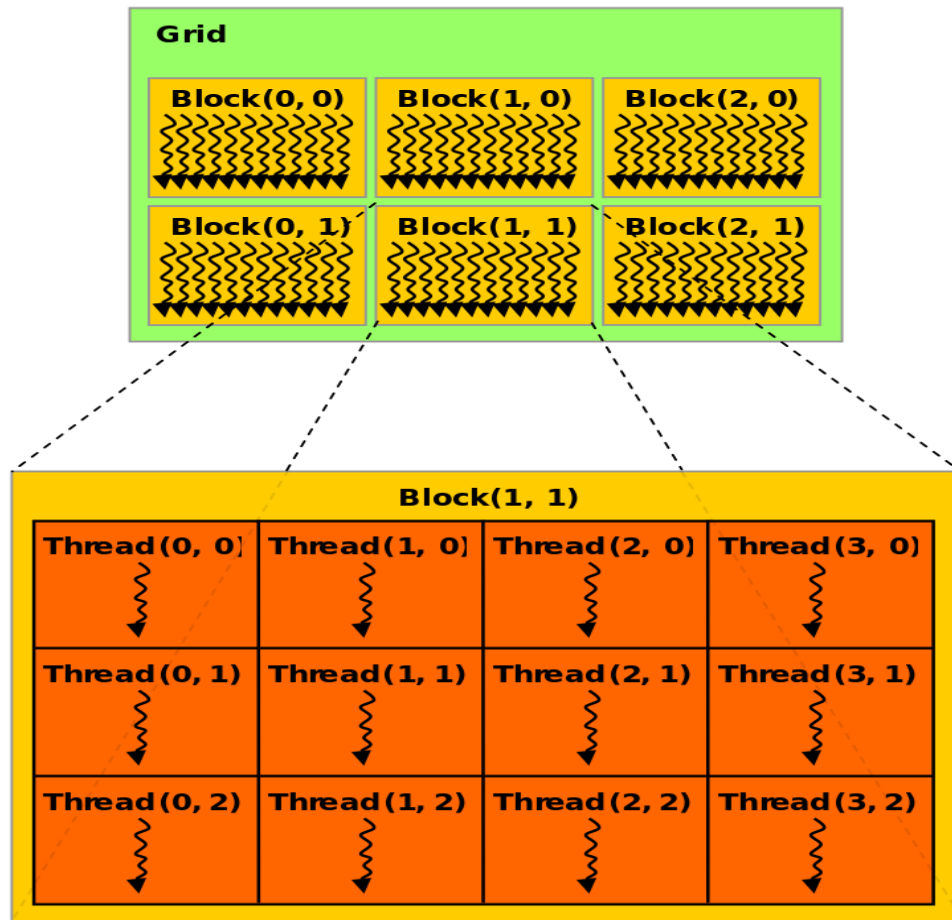 Grid
Block(0, 0) Block(1, 0) Block(2, 0)
Block(0, 1) Block(1, 1) Block(2, 1)
Block(1, 1)
Thread(0, 0) Thread(1, 0) Thread(2, 0) Thread(3, 0)
Thread(0, 1) Thread(1, 1) Thread(2, 1) Thread(3, 1)
Thread(0, 2) Thread(1, 2) Thread(2, 2) Thread(3, 2)